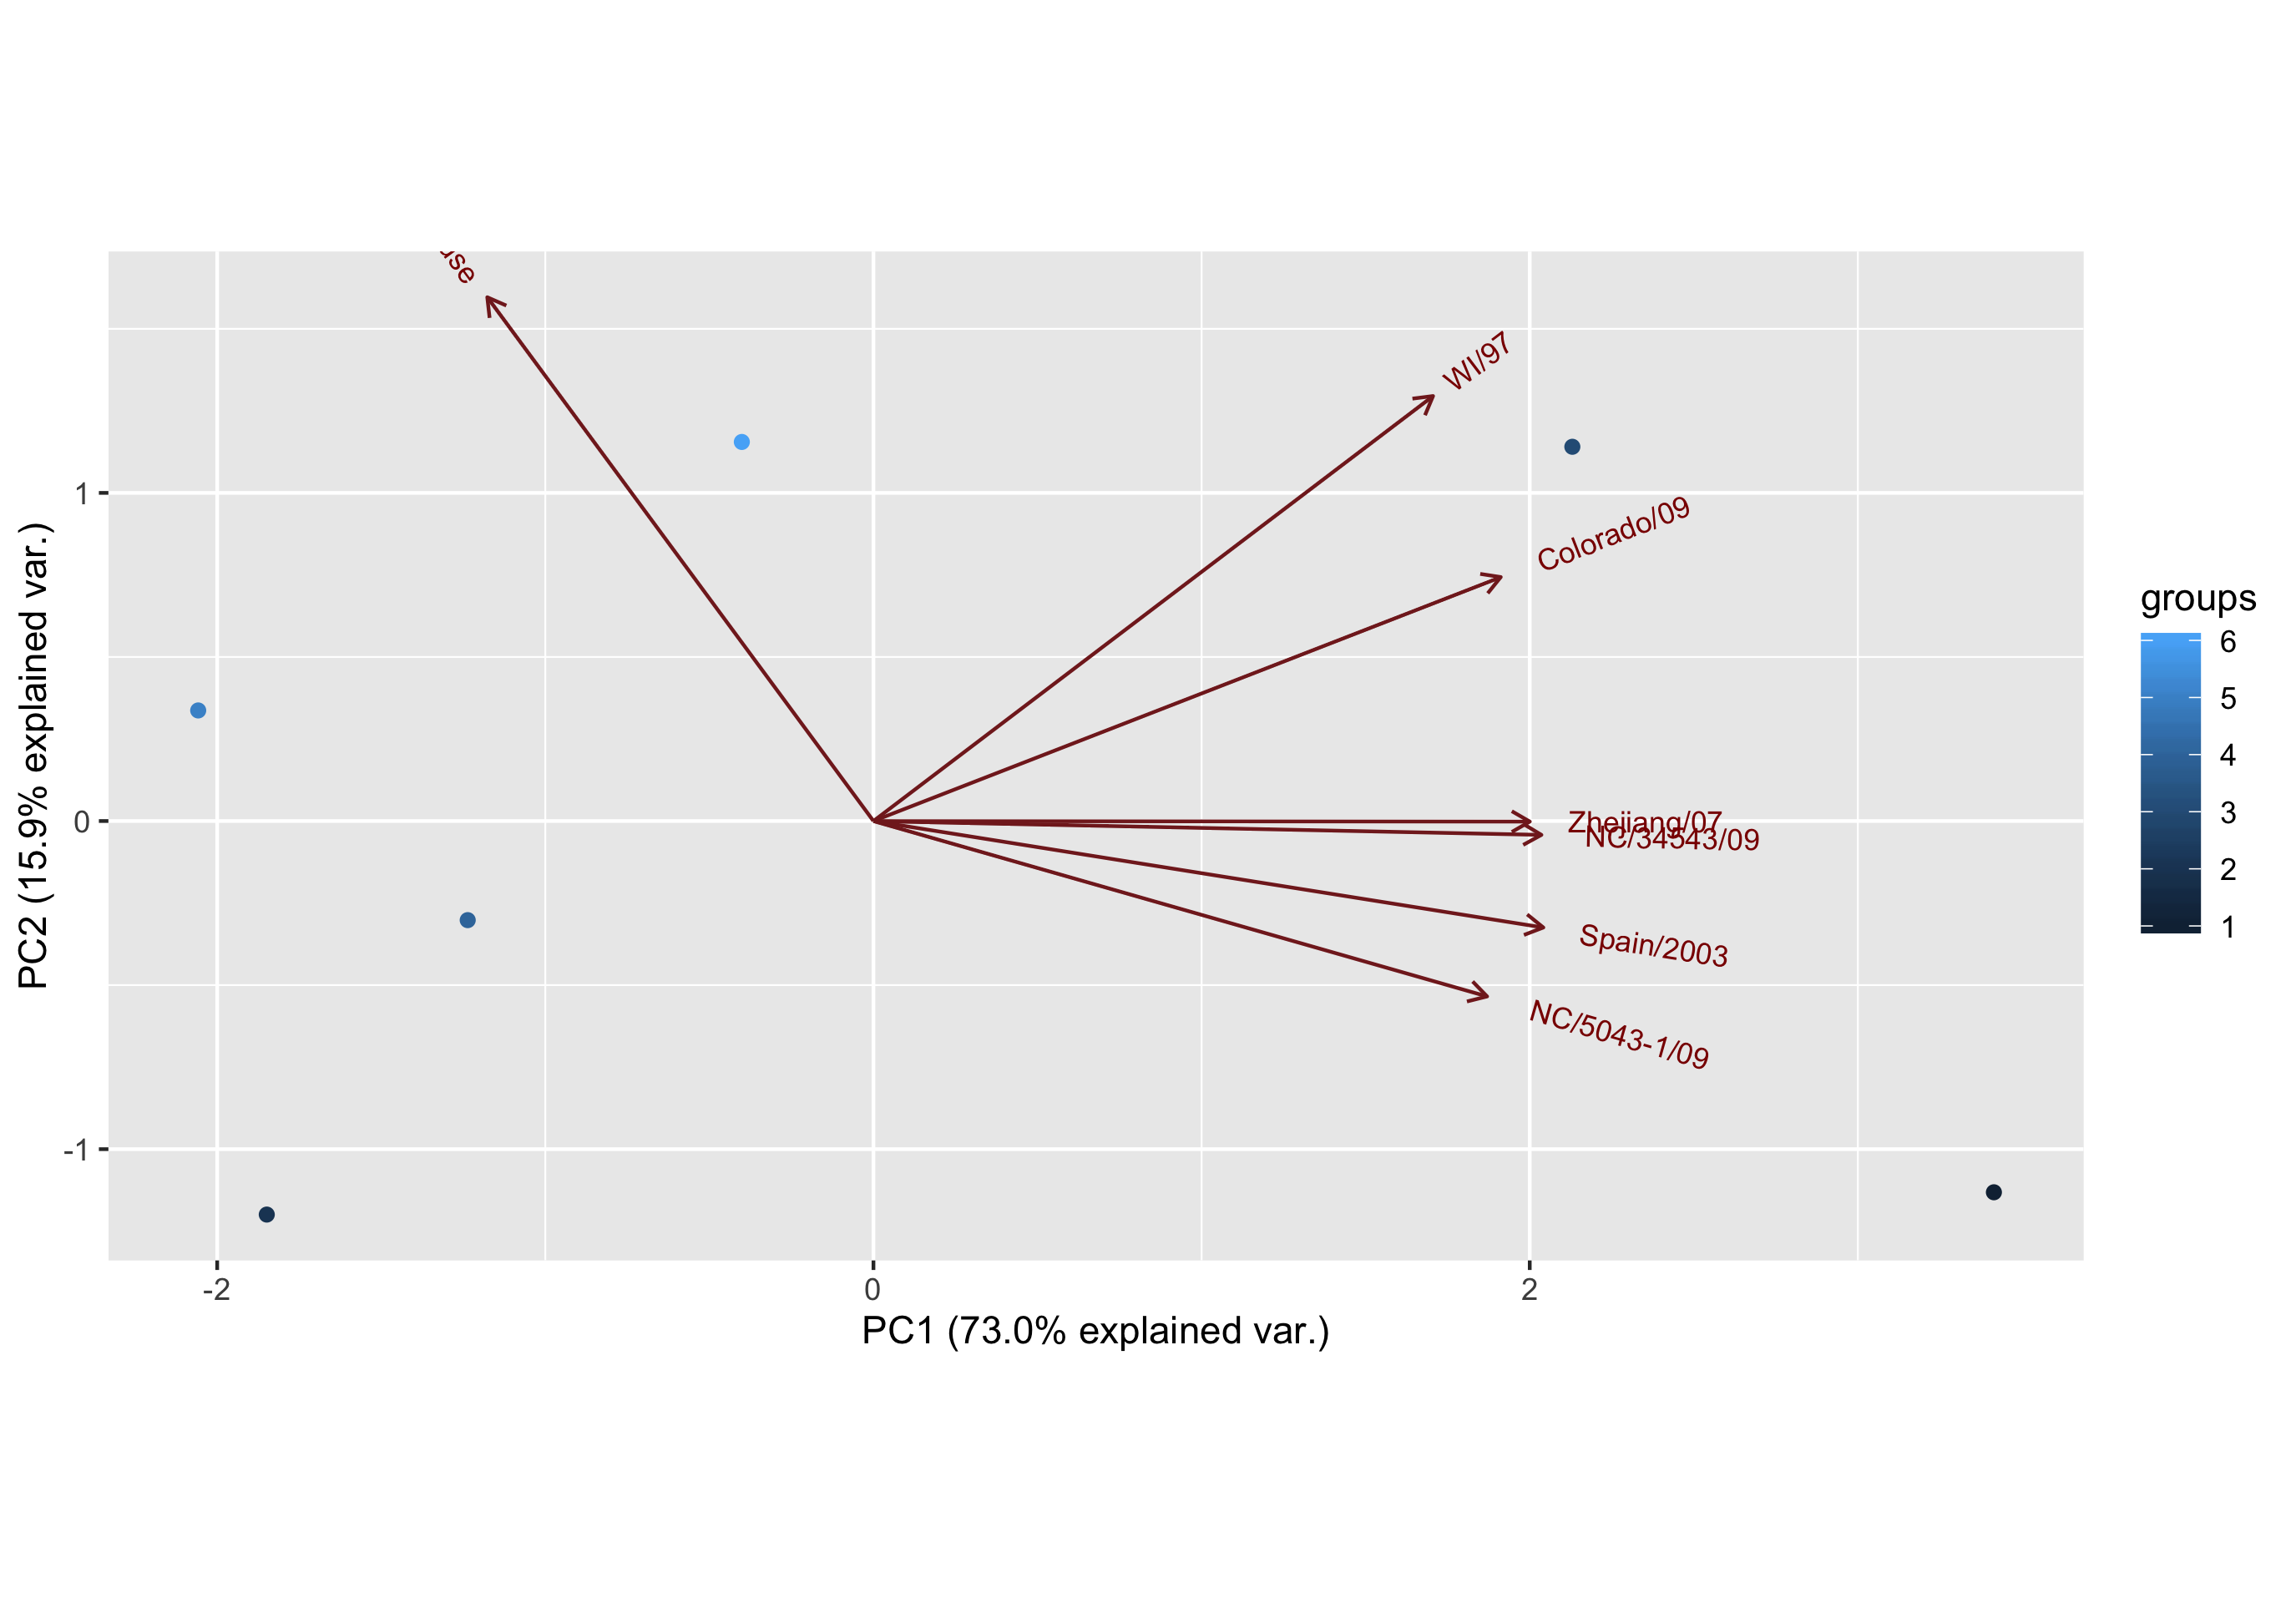 WI/97
Colorado/09
Zhejiang/07
NC/34543/09
Spain/2003
NC/5043-1/09
1
0
-1
PC2 (15.9% explained var.)
-2
0
2
PC1 (73.0% explained var.)
groups
6
5
4
3
2
1